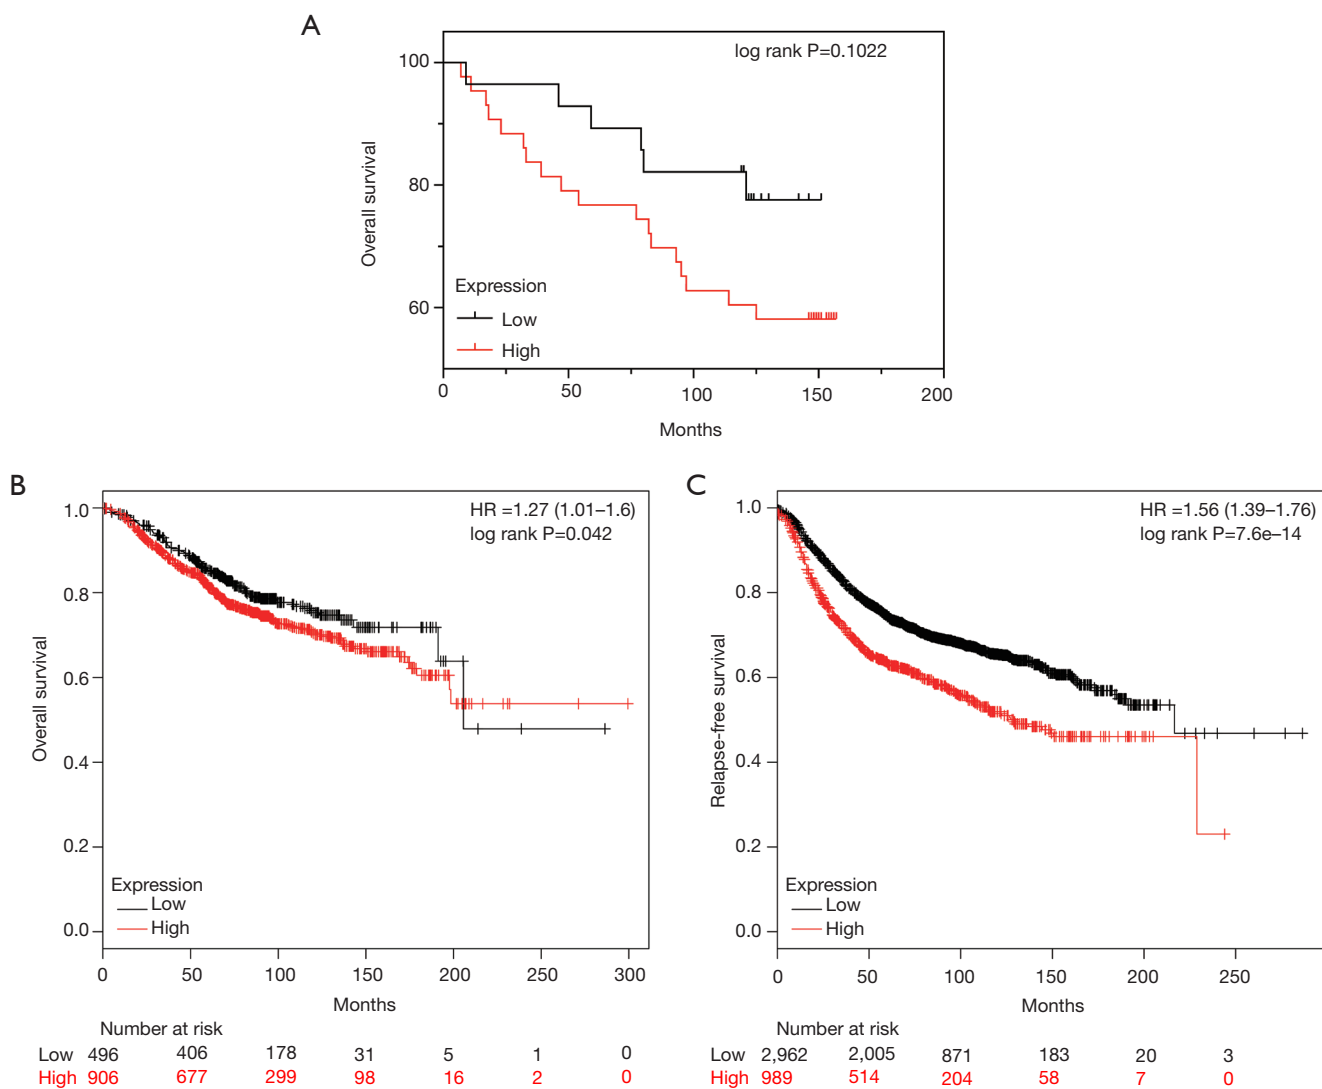 A
log rank P=0.1022
100
80
60
Overall survival
Expression
Low
High
0 50 100 150 200
Months
B
HR =1.27 (1.01–1.6)
log rank P=0.042
1.0
0.8
0.6
0.4
0.2
0.0
Overall survival
Expression
Low
High
0 50 100 150 200 250 300
Months
Number at risk
Low 496 406 178 31 5 1 0
High 906 677 299 98 16 2 0
C
HR =1.56 (1.39–1.76)
log rank P=7.6e–14
1.0
0.8
0.6
0.4
0.2
0.0
Relapse-free survival
Expression
Low
High
0 50 100 150 200 250
Months
Number at risk
Low 2,962 2,005 871 183 20 3
High 989 514 204 58 7 0